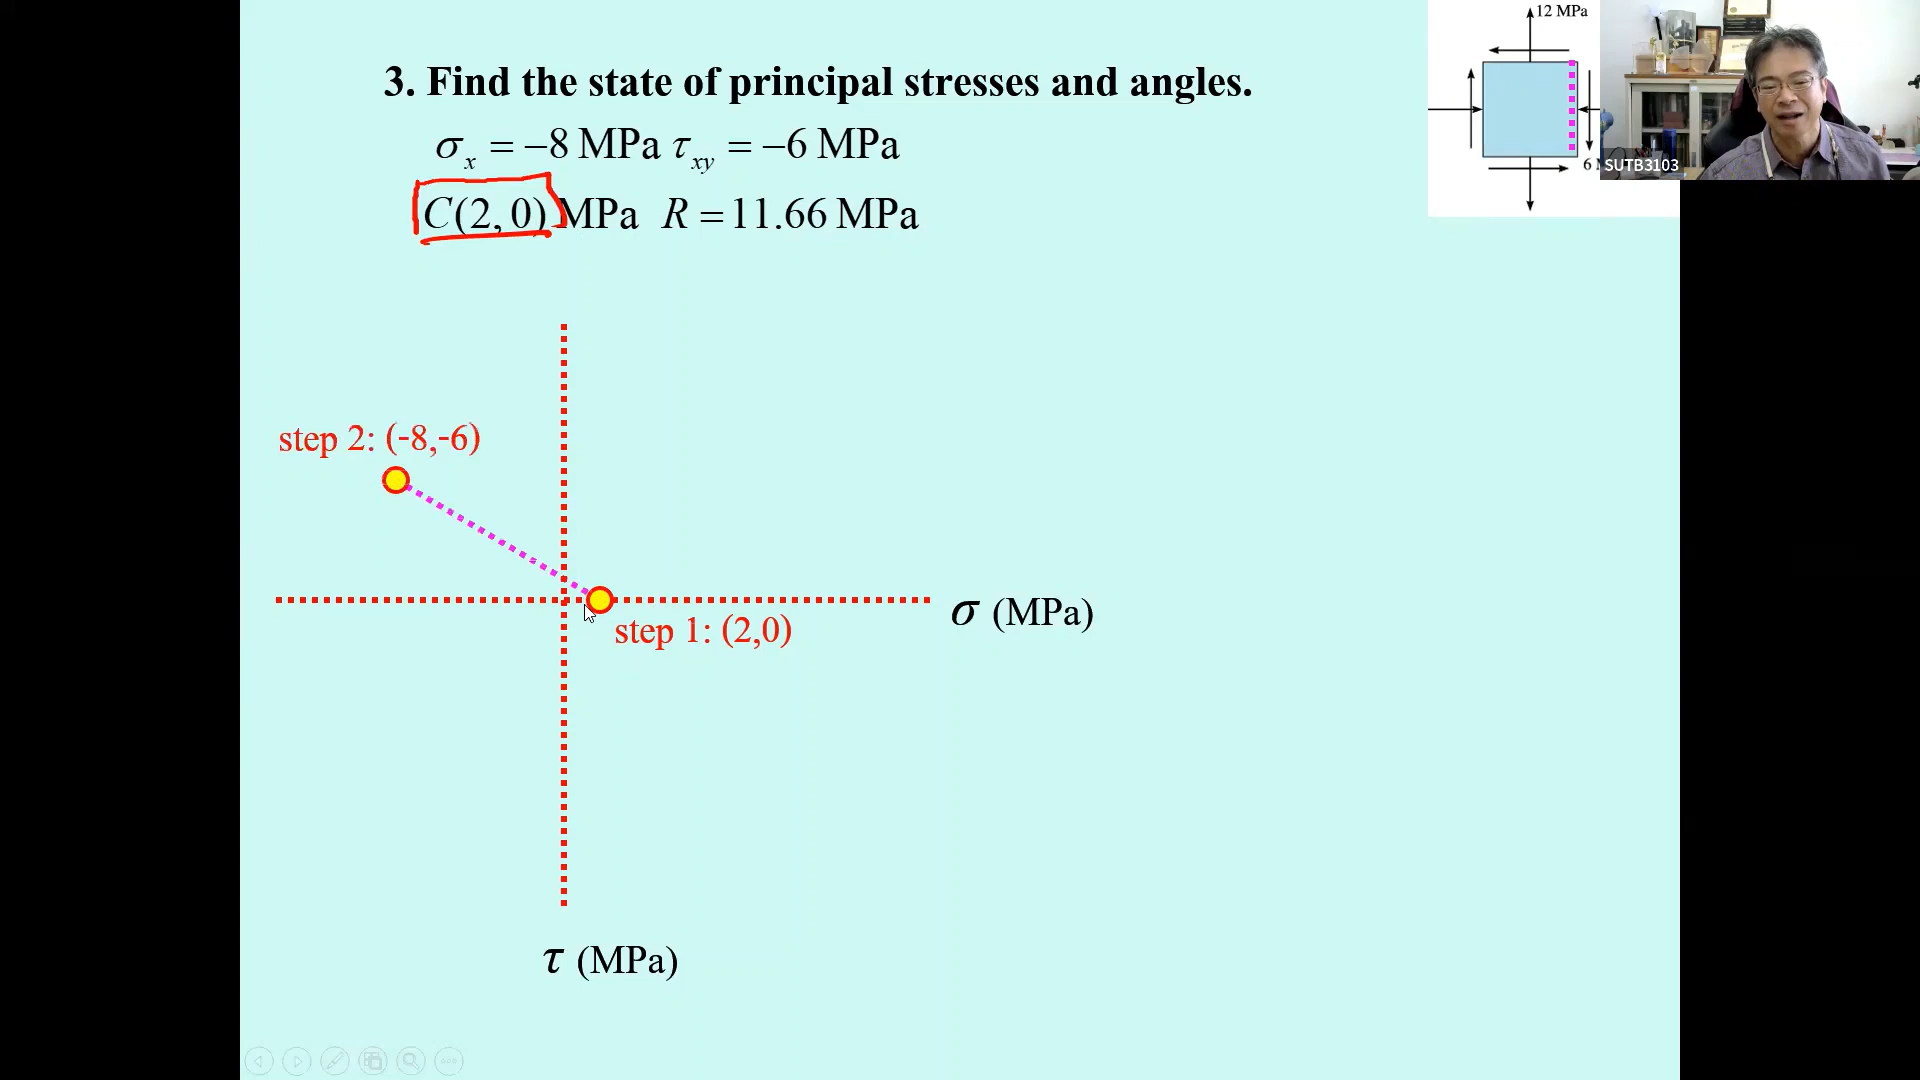 3. Find the state of principal stresses and angles.
σx = −8 MPa τxy = −6 MPa
C(2, 0) MPa R = 11.66 MPa
12 MPa
6
SUTB3103
step 2: (-8,-6)
σ (MPa)
step 1: (2,0)
τ (MPa)